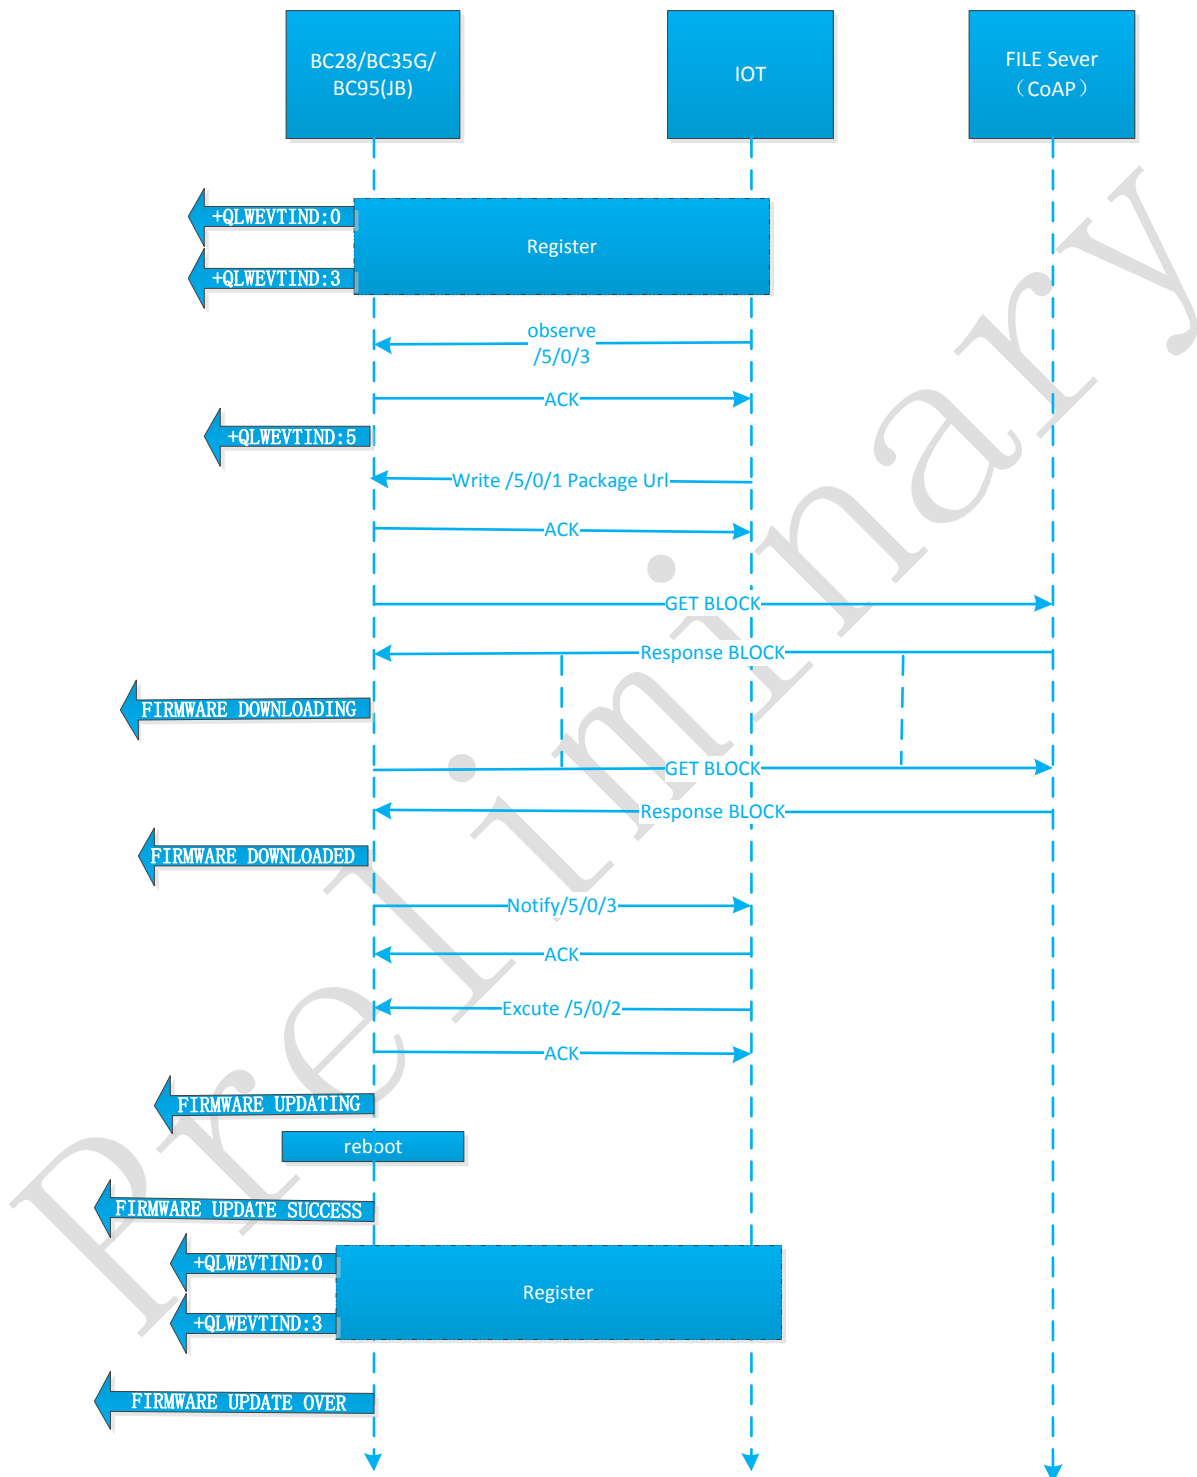 BC28/BC35G/
BC95(JB)
IOT
FILE Sever
（CoAP）
+QLWEVTIND:0
Register
+QLWEVTIND:3
observe
/5/0/3
ACK
+QLWEVTIND:5
Write /5/0/1 Package Url
ACK
GET BLOCK
Response BLOCK
FIRMWARE DOWNLOADING
GET BLOCK
Response BLOCK
FIRMWARE DOWNLOADED
Notify/5/0/3
ACK
Excute /5/0/2
ACK
FIRMWARE UPDATING
reboot
FIRMWARE UPDATE SUCCESS
+QLWEVTIND:0
Register
+QLWEVTIND:3
FIRMWARE UPDATE OVER
Preliminary